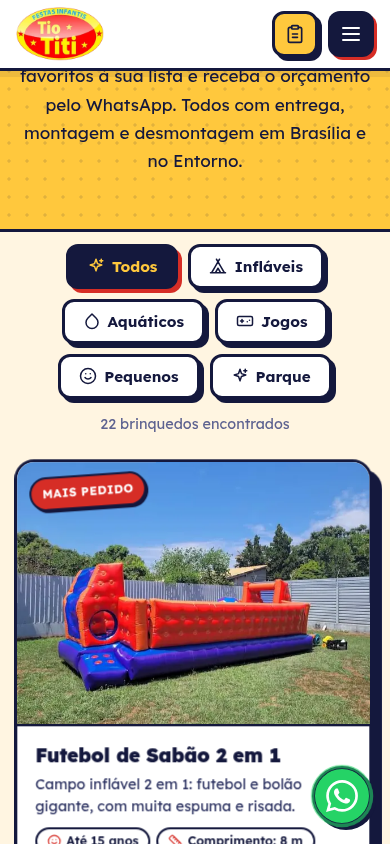 FESTAS INFANTIS
Tio
Titi
favoritos à sua lista e receba o orçamento
pelo WhatsApp. Todos com entrega,
montagem e desmontagem em Brasília e
no Entorno.
Todos
Infláveis
Aquáticos
Jogos
Pequenos
Parque
22 brinquedos encontrados
MAIS PEDIDO
Futebol de Sabão 2 em 1
Campo inflável 2 em 1: futebol e bolão
gigante, com muita espuma e risada.
Até 15 anos
Comprimento: 8 m